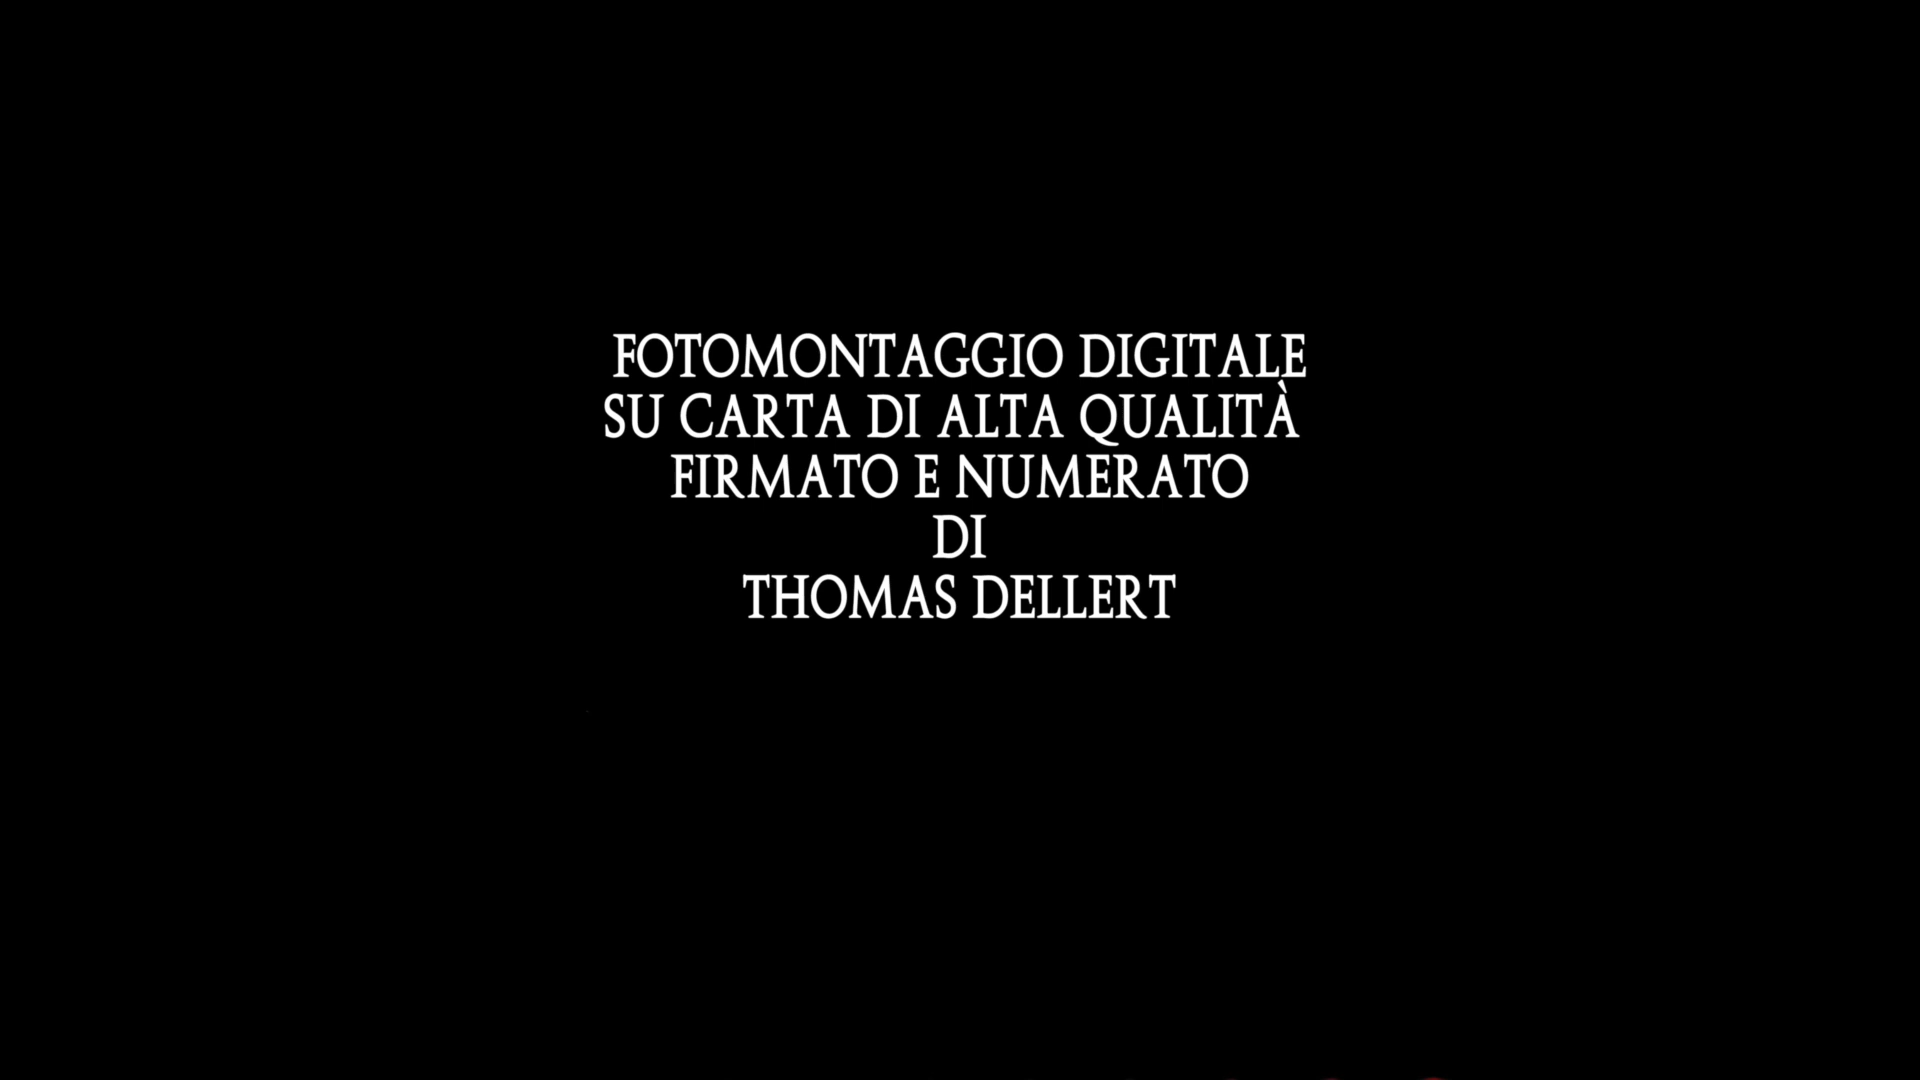 FOTOMONTAGGIO DIGITALE
SU CARTA DI ALTA QUALITÀ
FIRMATO E NUMERATO
DI
THOMAS DELLERT